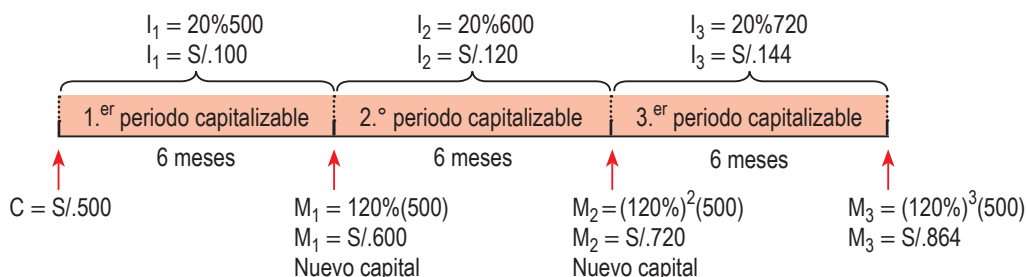 I₁ = 20%500
I₁ = S/.100
I₂ = 20%600
I₂ = S/.120
I₃ = 20%720
I₃ = S/.144
1.ᵉʳ periodo capitalizable
2.° periodo capitalizable
3.ᵉʳ periodo capitalizable
6 meses
6 meses
6 meses
C = S/.500
M₁ = 120%(500)
M₁ = S/.600
Nuevo capital
M₂ = (120%)²(500)
M₂ = S/.720
Nuevo capital
M₃ = (120%)³(500)
M₃ = S/.864